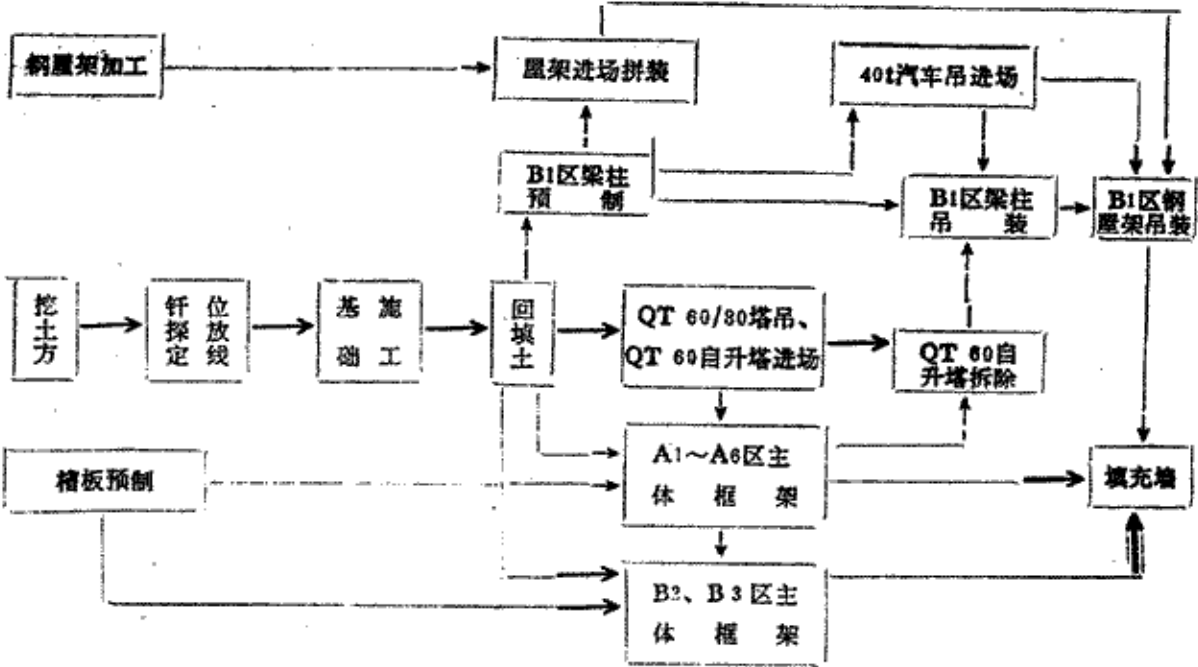 钢屋架加工
屋架进场拼装
40t汽车吊进场
B1区梁柱
预 制
B1区梁柱
吊 装
B1区钢
屋架吊装
挖土方
钎探定
位放线
基础
施工
回填土
QT 60/80塔吊、
QT 60自升塔进场
QT 60自
升塔拆除
A1～A6区主
体 框 架
槽板预制
填充墙
B2、B3区主
体 框 架